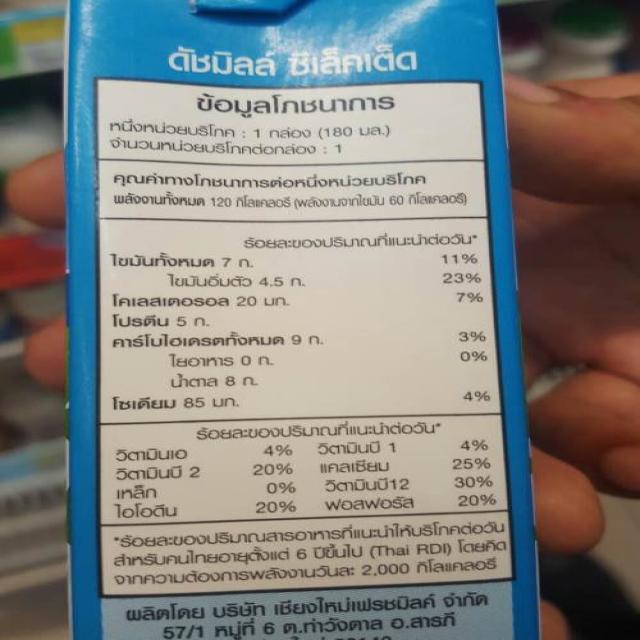 ดัชมิลล์ ซีเล็คเต็ด
ข้อมูลโภชนาการ
หนึ่งหน่วยบริโภค : 1 กล่อง (180 มล.)
จำนวนหน่วยบริโภคต่อกล่อง : 1
คุณค่าทางโภชนาการต่อหนึ่งหน่วยบริโภค
พลังงานทั้งหมด 120 กิโลแคลอรี (พลังงานจากไขมัน 60 กิโลแคลอรี)
ร้อยละของปริมาณที่แนะนำต่อวัน*
ไขมันทั้งหมด 7 ก. 11%
ไขมันอิ่มตัว 4.5 ก. 23%
โคเลสเตอรอล 20 มก. 7%
โปรตีน 5 ก.
คาร์โบไฮเดรตทั้งหมด 9 ก. 3%
ใยอาหาร 0 ก. 0%
น้ำตาล 8 ก.
โซเดียม 85 มก. 4%
ร้อยละของปริมาณที่แนะนำต่อวัน*
วิตามินเอ 4% วิตามินบี 1 4%
วิตามินบี 2 20% แคลเซียม 25%
เหล็ก 0% วิตามินบี12 30%
ไอโอดีน 20% ฟอสฟอรัส 20%
*ร้อยละของปริมาณสารอาหารที่แนะนำให้บริโภคต่อวัน
สำหรับคนไทยอายุตั้งแต่ 6 ปีขึ้นไป (Thai RDI) โดยคิด
จากความต้องการพลังงานวันละ 2,000 กิโลแคลอรี
ผลิตโดย บริษัท เชียงใหม่เฟรชมิลค์ จำกัด
57/1 หมู่ที่ 6 ต.ท่าวังตาล อ.สารภี